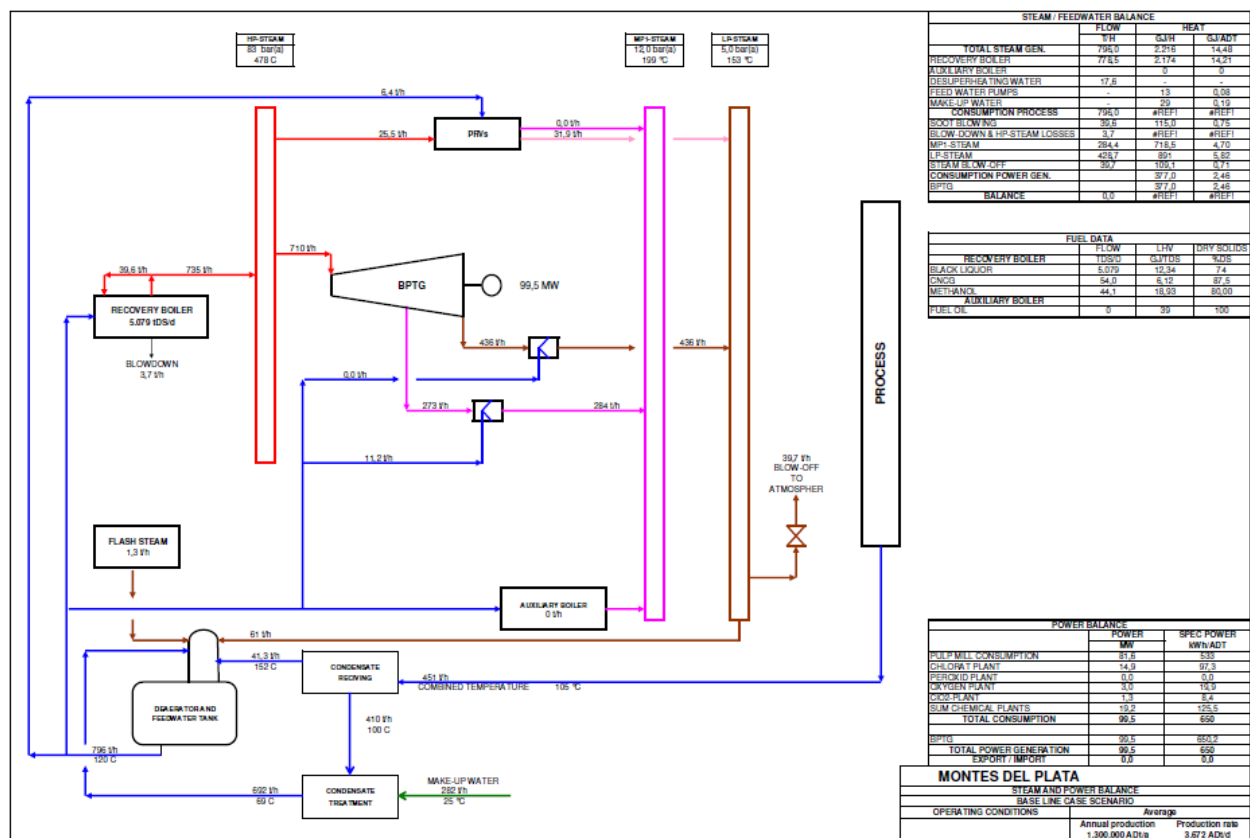 HP-STEAM
83 bar(a)
478 C
MP1-STEAM
12,0 bar(a)
199 °C
LP-STEAM
5,0 bar(a)
153 °C
6,4 t/h
25,5 t/h
PRVs
0,0 t/h
31,9 t/h
710 t/h
39,6 t/h
735 t/h
BPTG
99,5 MW
RECOVERY BOILER
5.079 tDS/d
BLOWDOWN
3,7 t/h
436 t/h
436 t/h
0,0 t/h
273 t/h
284 t/h
11,2 t/h
PROCESS
39,7 t/h
BLOW-OFF
TO
ATMOSPHER
FLASH STEAM
1,3 t/h
AUXILIARY BOILER
0 t/h
61 t/h
41,3 t/h
152 C
CONDENSATE
RECIVING
451 t/h
COMBINED TEMPERATURE 105 °C
DEAERATOR AND
FEEDWATER TANK
410 t/h
100 C
796 t/h
120 C
692 t/h
69 C
CONDENSATE
TREATMENT
MAKE-UP WATER
282 t/h
25 °C
STEAM / FEEDWATER BALANCE
FLOW HEAT
T/H GJ/H GJ/ADT
TOTAL STEAM GEN. 796,0 2.216 14,48
RECOVERY BOILER 778,5 2.174 14,21
AUXILIARY BOILER 0 0
DESUPERHEATING WATER 17,6 - -
FEED WATER PUMPS - 13 0,08
MAKE-UP WATER - 29 0,19
CONSUMPTION PROCESS 796,0 #REF! #REF!
SOOT BLOWING 39,6 115,0 0,75
BLOW-DOWN & HP-STEAM LOSSES 3,7 #REF! #REF!
MP1-STEAM 284,4 718,5 4,70
LP-STEAM 428,7 891 5,82
STEAM BLOW-OFF 39,7 109,1 0,71
CONSUMPTION POWER GEN. 377,0 2,46
BPTG 377,0 2,46
BALANCE 0,0 #REF! #REF!
FUEL DATA
FLOW LHV DRY SOLIDS
RECOVERY BOILER TDS/D GJ/TDS %DS
BLACK LIQUOR 5.079 12,34 74
CNCG 54,0 6,12 87,5
METHANOL 44,1 18,93 80,00
AUXILIARY BOILER
FUEL OIL 0 39 100
POWER BALANCE
POWER SPEC POWER
MW kWh/ADT
PULP MILL CONSUMPTION 81,6 533
CHLORAT PLANT 14,9 97,3
PEROXID PLANT 0,0 0,0
OXYGEN PLANT 3,0 19,9
ClO2-PLANT 1,3 8,4
SUM CHEMICAL PLANTS 19,2 125,5
TOTAL CONSUMPTION 99,5 650
BPTG 99,5 650,2
TOTAL POWER GENERATION 99,5 650
EXPORT / IMPORT 0,0 0,0
MONTES DEL PLATA
STEAM AND POWER BALANCE
BASE LINE CASE SCENARIO
OPERATING CONDITIONS Average
Annual production Production rate
1.300.000 ADt/a 3.672 ADt/d